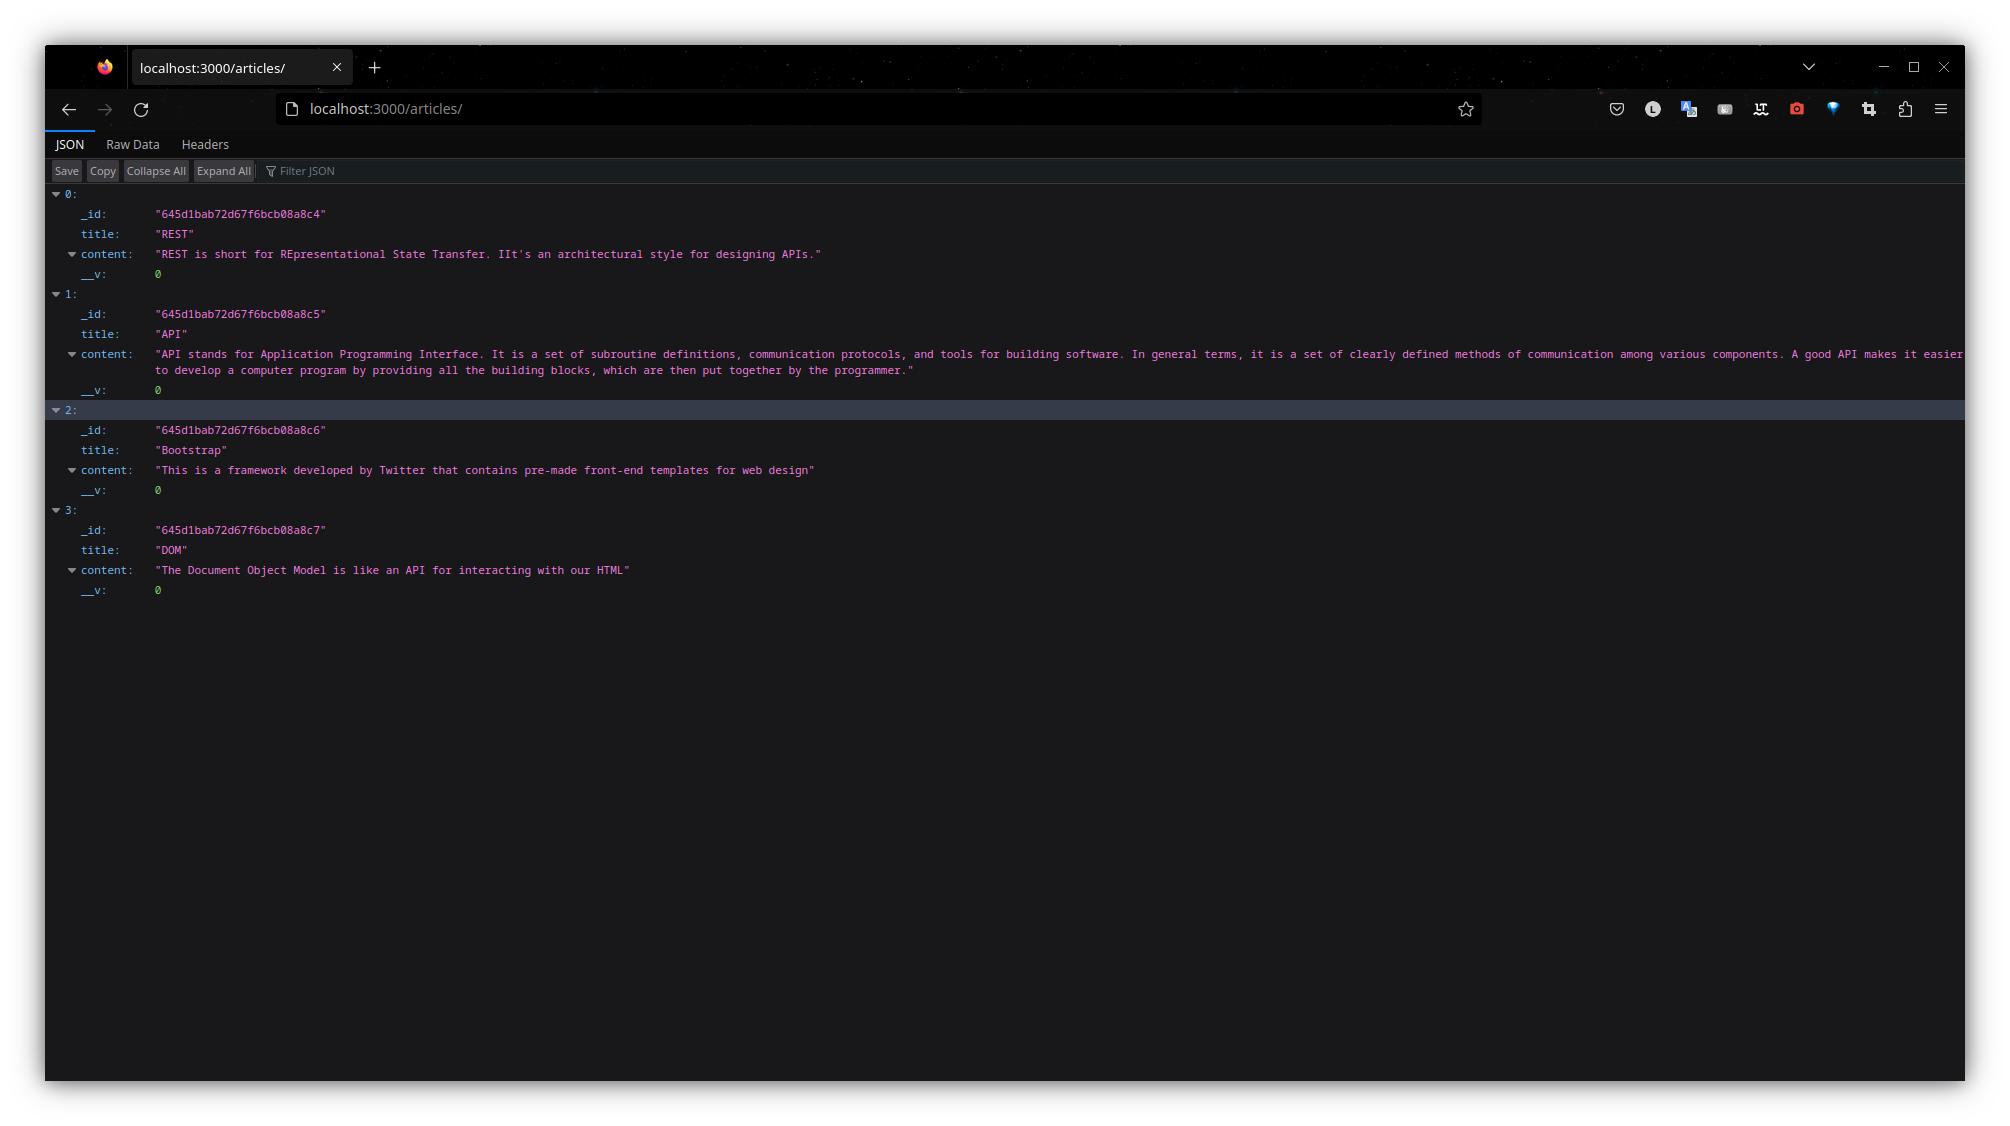 localhost:3000/articles/
localhost:3000/articles/
JSON Raw Data Headers
Save Copy Collapse All Expand All Filter JSON
0:
_id: "645d1bab72d67f6bcb08a8c4"
title: "REST"
content: "REST is short for REpresentational State Transfer. IIt's an architectural style for designing APIs."
__v: 0
1:
_id: "645d1bab72d67f6bcb08a8c5"
title: "API"
content: "API stands for Application Programming Interface. It is a set of subroutine definitions, communication protocols, and tools for building software. In general terms, it is a set of clearly defined methods of communication among various components. A good API makes it easier
to develop a computer program by providing all the building blocks, which are then put together by the programmer."
__v: 0
2:
_id: "645d1bab72d67f6bcb08a8c6"
title: "Bootstrap"
content: "This is a framework developed by Twitter that contains pre-made front-end templates for web design"
__v: 0
3:
_id: "645d1bab72d67f6bcb08a8c7"
title: "DOM"
content: "The Document Object Model is like an API for interacting with our HTML"
__v: 0